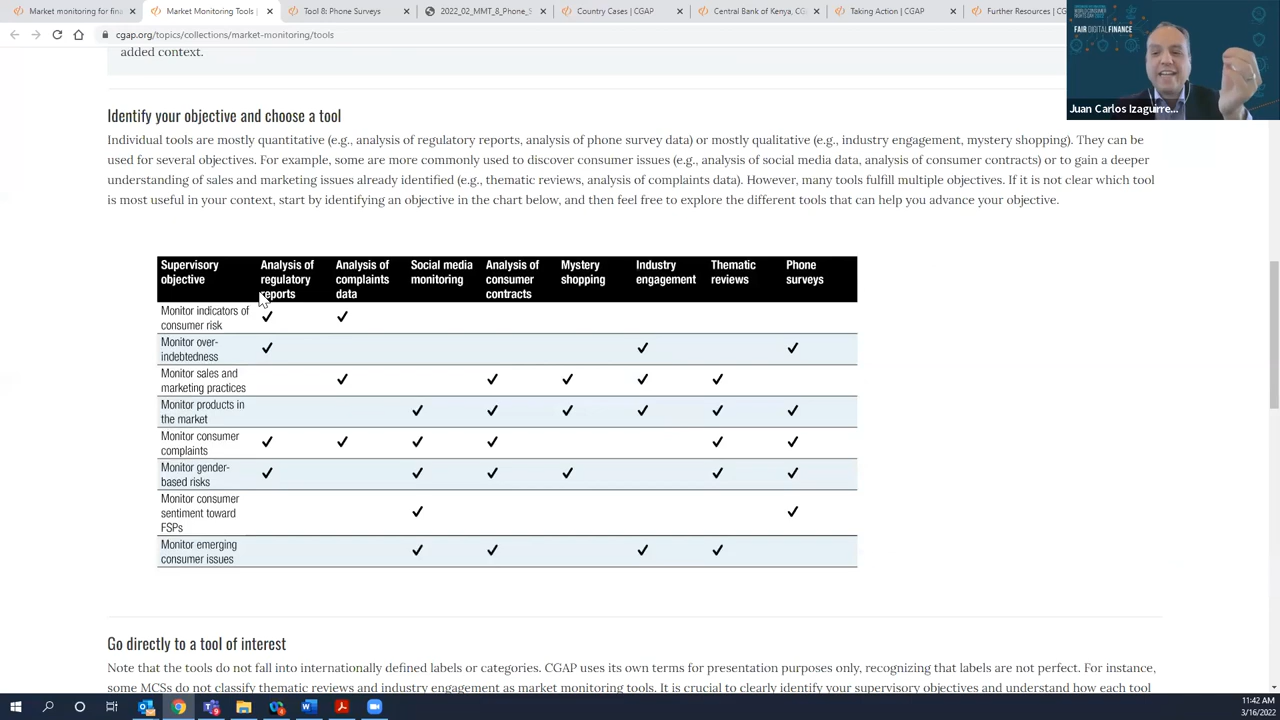 Market monitoring for fina
Market Monitoring Tools |
Tool 8: Phone Surveys
2022_02_MMT_8_Phone_S
Country Cases | CGAP
Central Bank of Kenya, CG
Taking Action | CGAP
Further Resources | CG
cgap.org/topics/collections/market-monitoring/tools
WORLD CONSUMER
RIGHTS DAY 2022
FAIR DIGITAL FINANCE
Juan Carlos Izaguirre...
added context.
Identify your objective and choose a tool
Individual tools are mostly quantitative (e.g., analysis of regulatory reports, analysis of phone survey data) or mostly qualitative (e.g., industry engagement, mystery shopping). They can be
used for several objectives. For example, some are more commonly used to discover consumer issues (e.g., analysis of social media data, analysis of consumer contracts) or to gain a deeper
understanding of sales and marketing issues already identified (e.g., thematic reviews, analysis of complaints data). However, many tools fulfill multiple objectives. If it is not clear which tool
is most useful in your context, start by identifying an objective in the chart below, and then feel free to explore the different tools that can help you advance your objective.
Supervisory
objective
Analysis of
regulatory
reports
Analysis of
complaints
data
Social media
monitoring
Analysis of
consumer
contracts
Mystery
shopping
Industry
engagement
Thematic
reviews
Phone
surveys
Monitor indicators of
consumer risk
Monitor over-
indebtedness
Monitor sales and
marketing practices
Monitor products in
the market
Monitor consumer
complaints
Monitor gender-
based risks
Monitor consumer
sentiment toward
FSPs
Monitor emerging
consumer issues
Go directly to a tool of interest
Note that the tools do not fall into internationally defined labels or categories. CGAP uses its own terms for presentation purposes only, recognizing that labels are not perfect. For instance,
some MCSs do not classify thematic reviews and industry engagement as market monitoring tools. It is crucial to clearly identify your supervisory objectives and understand how each tool
11:42 AM
3/16/2022